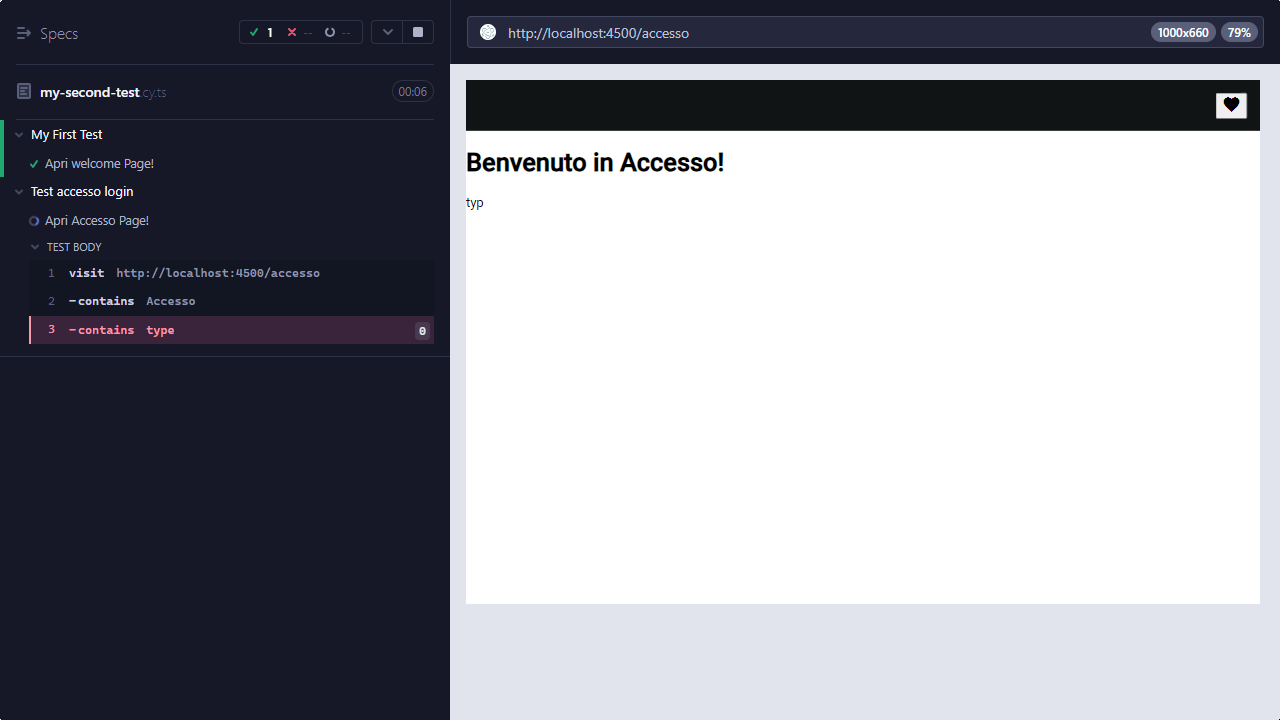 Specs
1 -- --
my-second-test.cy.ts 00:06
My First Test
Apri welcome Page!
Test accesso login
Apri Accesso Page!
TEST BODY
1 visit http://localhost:4500/accesso
2 -contains Accesso
3 -contains type 0
http://localhost:4500/accesso 1000x660 79%
Benvenuto in Accesso!
typ